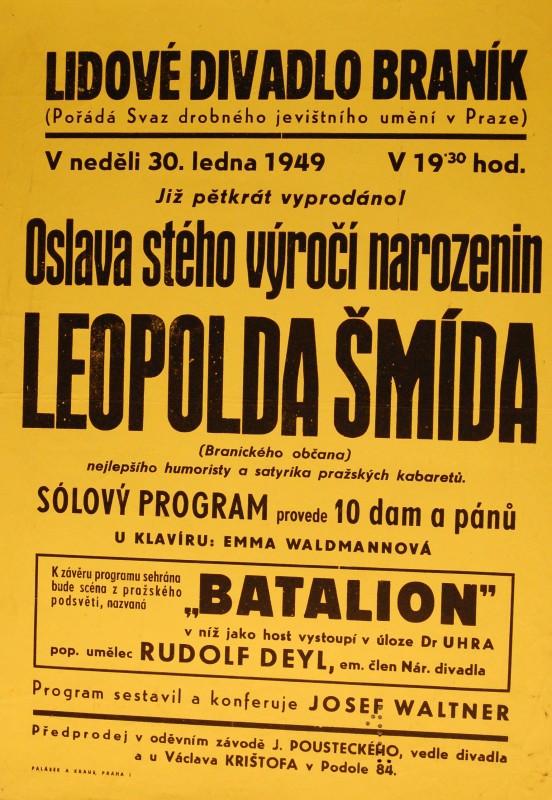 LIDOVÉ DIVADLO BRANÍK
(Pořádá Svaz drobného jevištního umění v Praze)
V neděli 30. ledna 1949 V 19·30 hod.
Již pětkrát vyprodáno!
Oslava stého výročí narozenin
LEOPOLDA ŠMÍDA
(Branického občana)
nejlepšího humoristy a satyrika pražských kabaretů.
SÓLOVÝ PROGRAM provede 10 dam a pánů
U KLAVÍRU: EMMA WALDMANNOVÁ
K závěru programu sehrána
bude scéna z pražského
podsvětí, nazvaná
„BATALION”
v níž jako host vystoupí v úloze Dr UHRA
pop. umělec RUDOLF DEYL, em. člen Nár. divadla
Program sestavil a konferuje JOSEF WALTNER
Předprodej v oděvním závodě J. POUSTECKÉHO, vedle divadla
a u Václava KRIŠTOFA v Podole 84.
PALÁSEK A KRAUS, PRAHA I